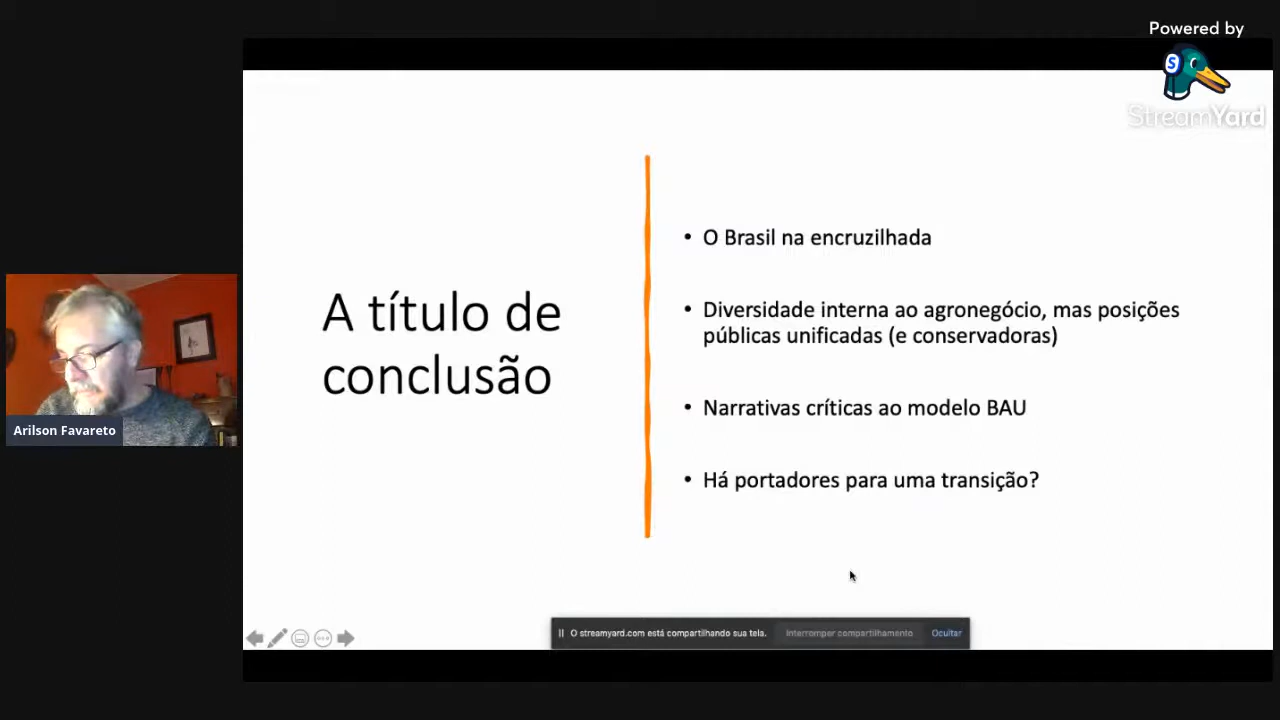 Powered by
S
StreamYard
A título de
conclusão
• O Brasil na encruzilhada
• Diversidade interna ao agronegócio, mas posições
públicas unificadas (e conservadoras)
• Narrativas críticas ao modelo BAU
• Há portadores para uma transição?
Arilson Favareto
O streamyard.com está compartilhando sua tela.
Interromper compartilhamento
Ocultar